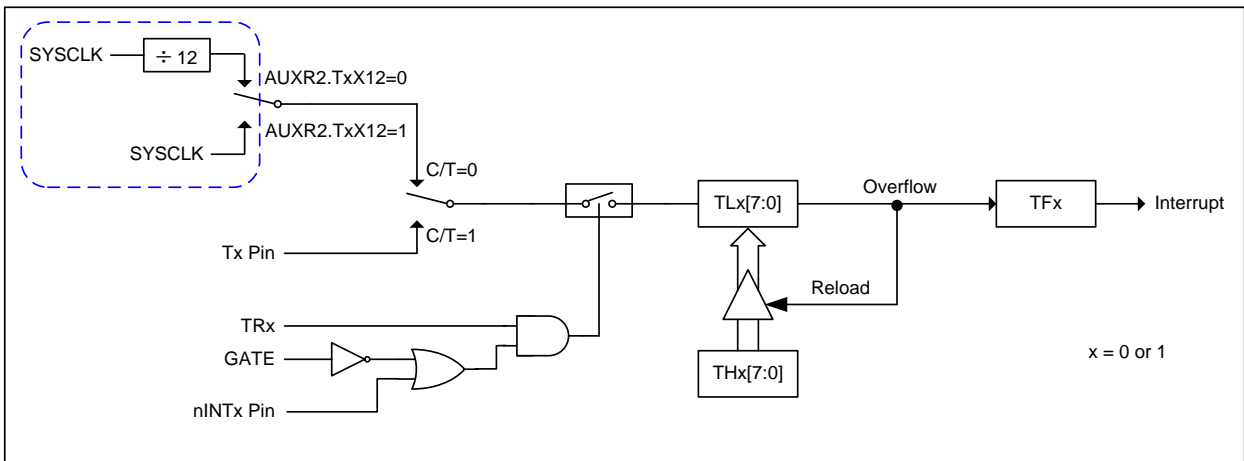 SYSCLK
÷ 12
AUXR2.TxX12=0
AUXR2.TxX12=1
SYSCLK
C/T=0
C/T=1
Tx Pin
TLx[7:0]
Overflow
TFx
Interrupt
Reload
TRx
GATE
nINTx Pin
THx[7:0]
x = 0 or 1